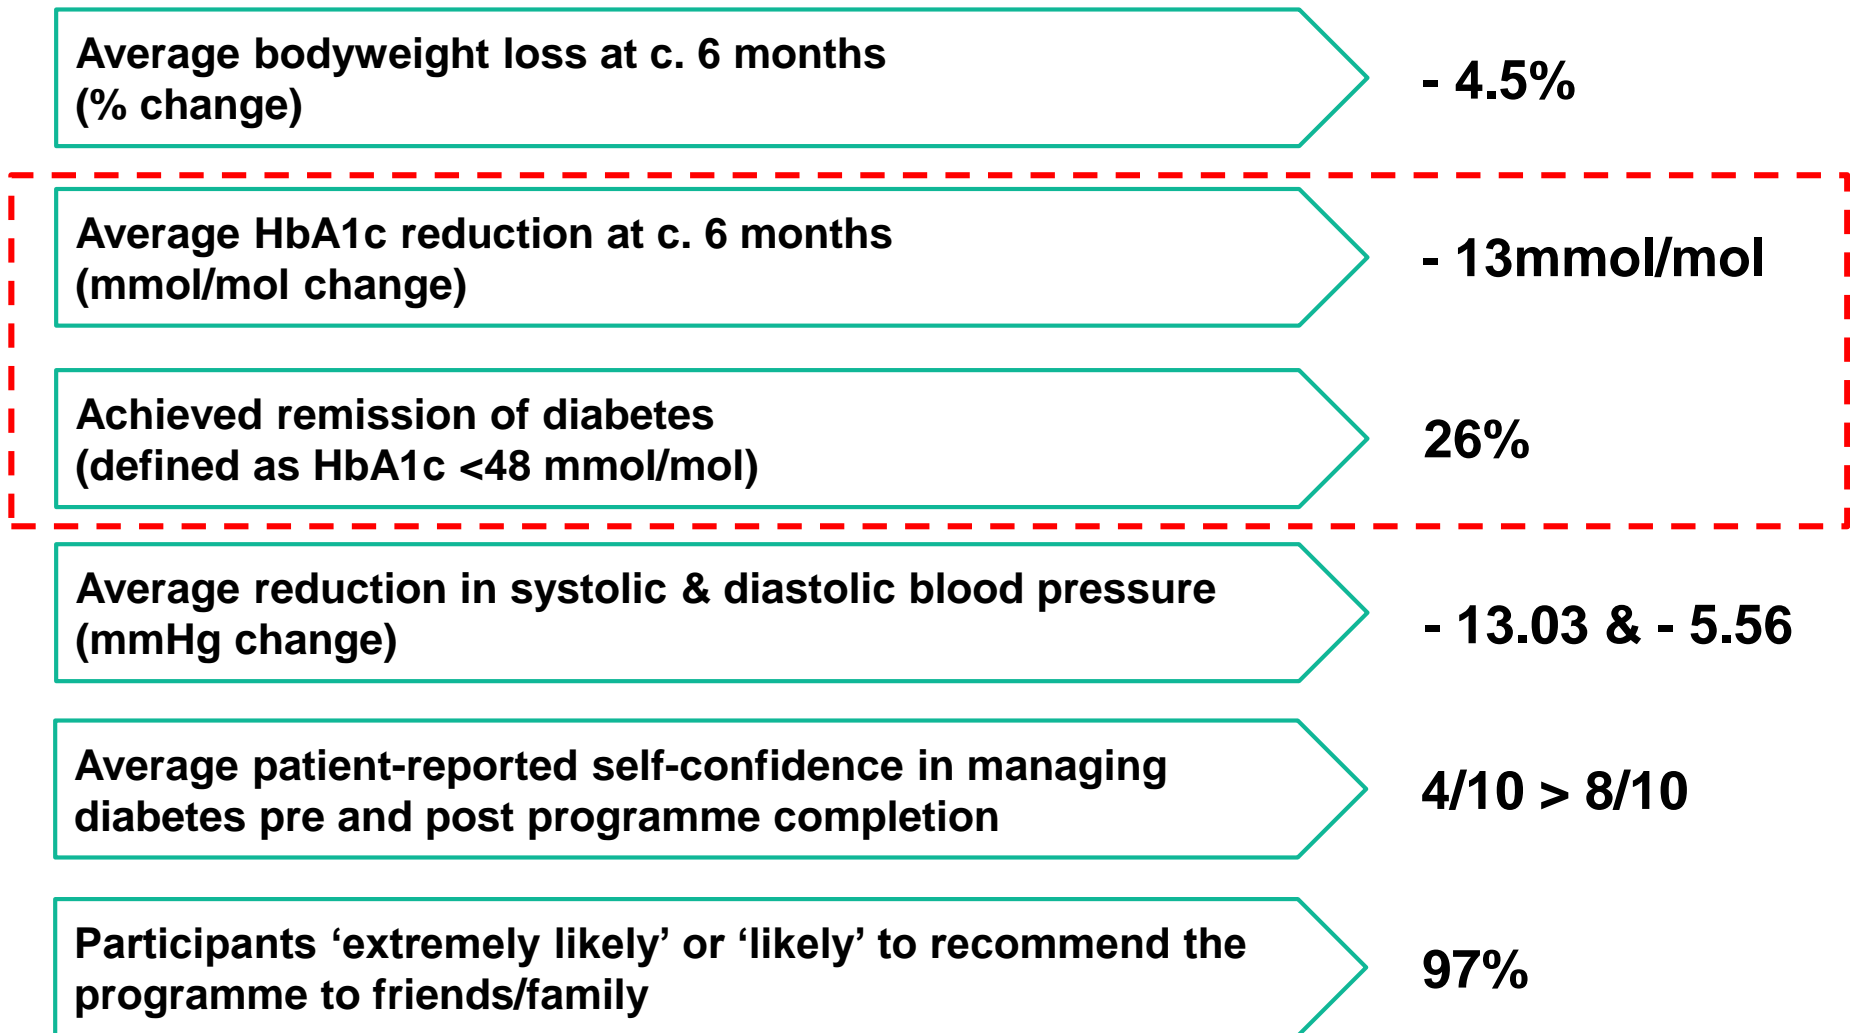 Average bodyweight loss at c. 6 months
(% change)
- 4.5%
Average HbA1c reduction at c. 6 months
(mmol/mol change)
- 13mmol/mol
Achieved remission of diabetes
(defined as HbA1c <48 mmol/mol)
26%
Average reduction in systolic & diastolic blood pressure
(mmHg change)
- 13.03 & - 5.56
Average patient-reported self-confidence in managing
diabetes pre and post programme completion
4/10 > 8/10
Participants ‘extremely likely’ or ‘likely’ to recommend the
programme to friends/family
97%